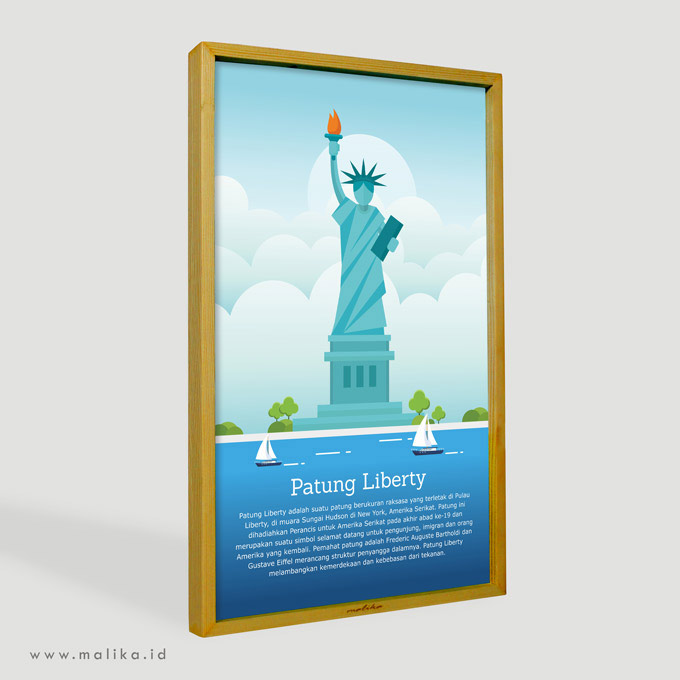 Patung Liberty
Patung Liberty adalah suatu patung berukuran raksasa yang terletak di Pulau
Liberty, di muara Sungai Hudson di New York, Amerika Serikat. Patung ini
dihadiahkan Perancis untuk Amerika Serikat pada akhir abad ke-19 dan
merupakan suatu simbol selamat datang untuk pengunjung, imigran dan orang
Amerika yang kembali. Pemahat patung adalah Frederic Auguste Bartholdi dan
Gustave Eiffel merancang struktur penyangga dalamnya. Patung Liberty
melambangkan kemerdekaan dan kebebasan dari tekanan.
malika
www.malika.id